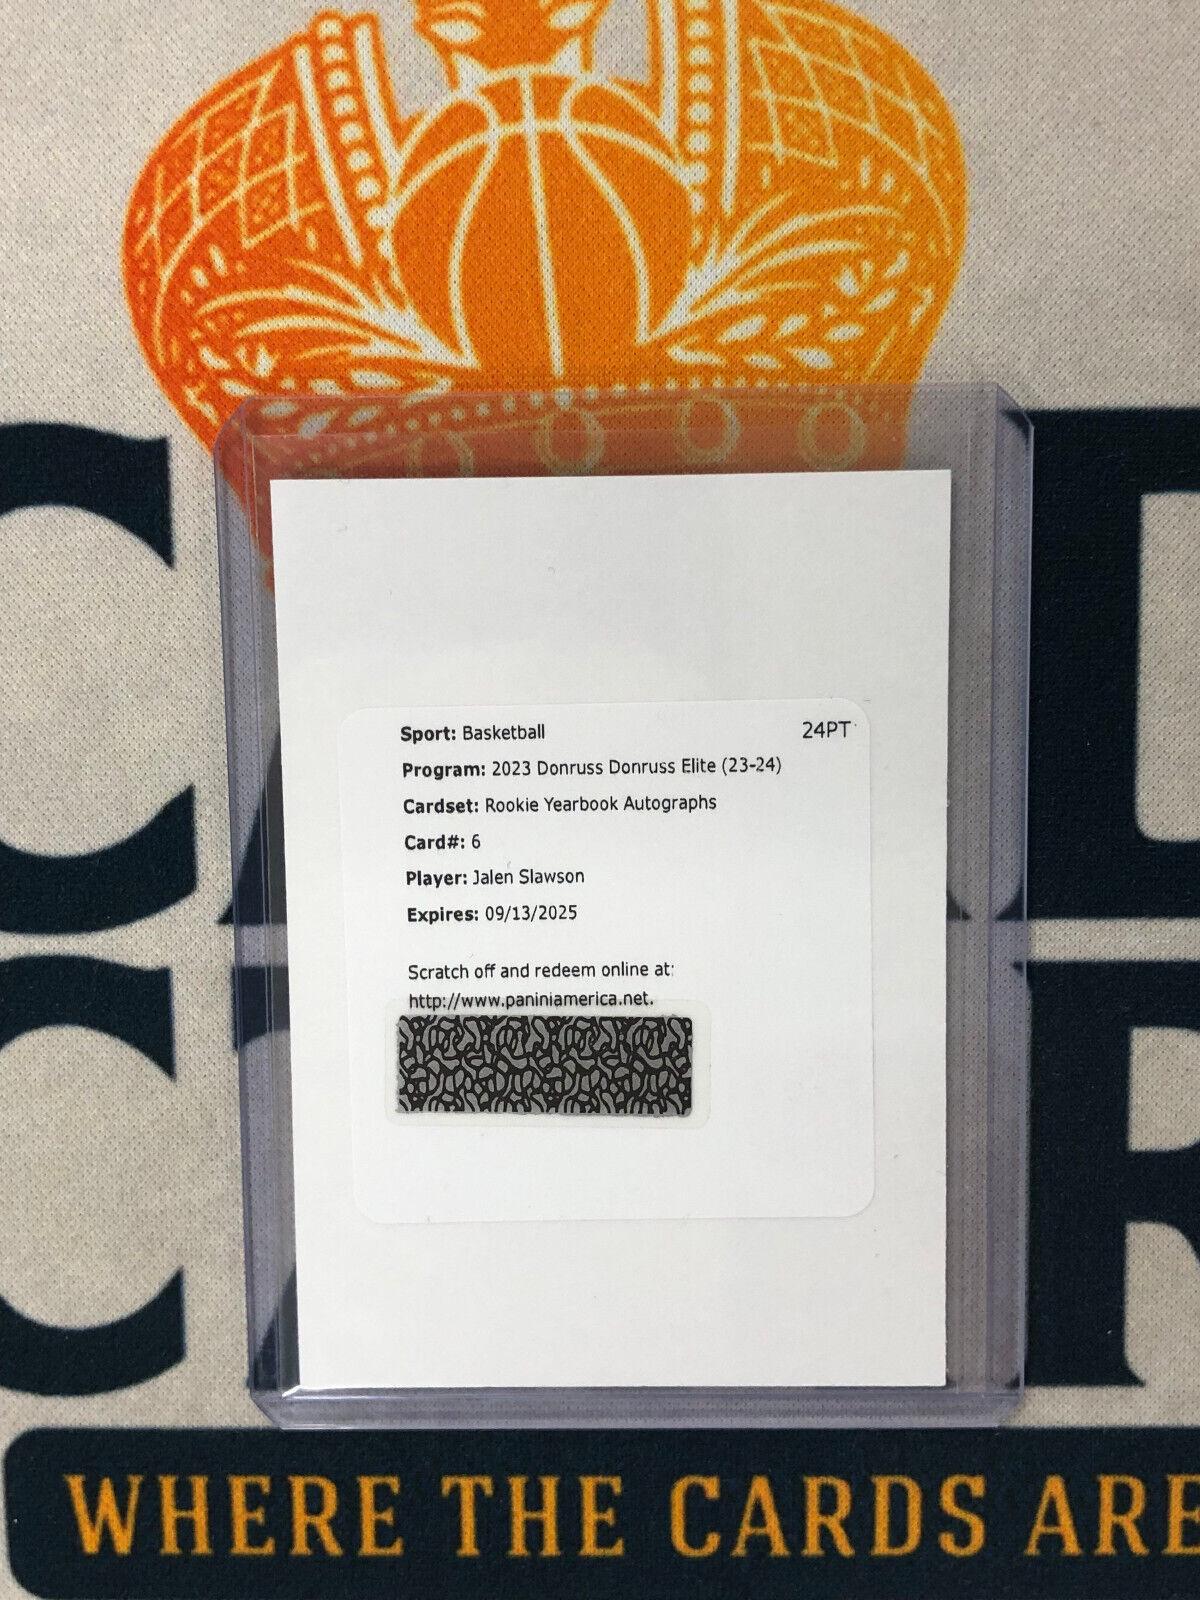 Sport: Basketball 24PT
Program: 2023 Donruss Donruss Elite (23-24)
Cardset: Rookie Yearbook Autographs
Card#: 6
Player: Jalen Slawson
Expires: 09/13/2025
Scratch off and redeem online at:
http://www.paniniamerica.net.
WHERE THE CARDS ARE